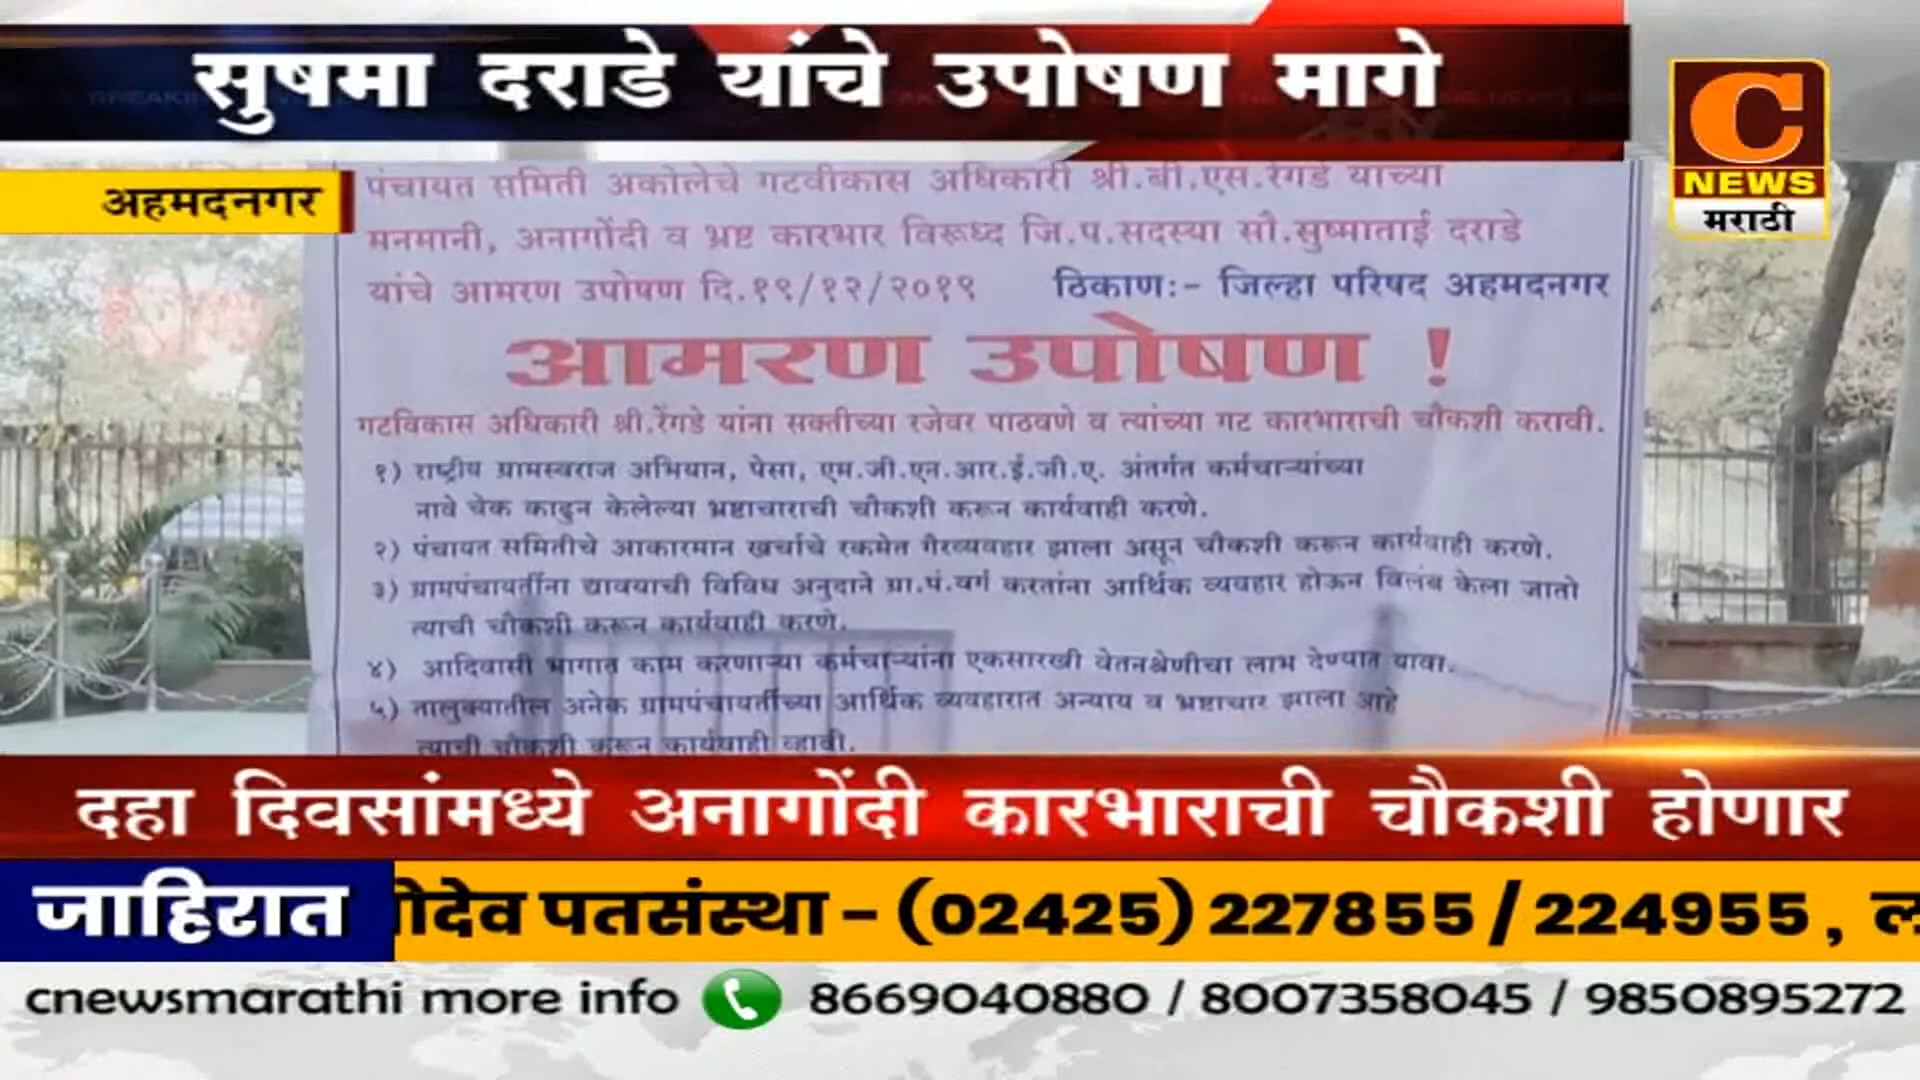 सुषमा दराडे यांचे उपोषण मागे
C
NEWS
मराठी
अहमदनगर
पंचायत समिती अकोलेचे गटवीकास अधिकारी श्री.बी.एस.रेंगडे याच्या
मनमानी, अनागोंदी व भ्रष्ट कारभार विरूध्द जि.प.सदस्या सौ.सुष्माताई दराडे
यांचे आमरण उपोषण दि.१९/१२/२०१९ ठिकाण:- जिल्हा परिषद अहमदनगर
आमरण उपोषण !
गटविकास अधिकारी श्री.रेंगडे यांना सक्तीच्या रजेवर पाठवणे व त्यांच्या गट कारभाराची चौकशी करावी.
१) राष्ट्रीय ग्रामस्वराज अभियान, पेसा, एम.जी.एन.आर.ई.जी.ए. अंतर्गत कर्मचाऱ्यांच्या
नावे चेक काढुन केलेल्या भ्रष्टाचाराची चौकशी करून कार्यवाही करणे.
२) पंचायत समितीचे आकारमान खर्चाचे रकमेत गैरव्यवहार झाला असून चौकशी करून कार्यवाही करणे.
३) ग्रामपंचायतींना द्यावयाची विविध अनुदाने ग्रा.पं.वर्ग करतांना आर्थिक व्यवहार होऊन विलंब केला जातो
त्याची चौकशी करून कार्यवाही करणे.
४) आदिवासी भागात काम करणाऱ्या कर्मचाऱ्यांना एकसारखी वेतनश्रेणीचा लाभ देण्यात यावा.
५) तालुक्यातील अनेक ग्रामपंचायतींच्या आर्थिक व्यवहारात अन्याय व भ्रष्टाचार झाला आहे
त्याची चौकशी करून कार्यवाही व्हावी.
दहा दिवसांमध्ये अनागोंदी कारभाराची चौकशी होणार
जाहिरात
देव पतसंस्था – (02425) 227855 / 224955 , ल
cnewsmarathi more info 8669040880 / 8007358045 / 9850895272